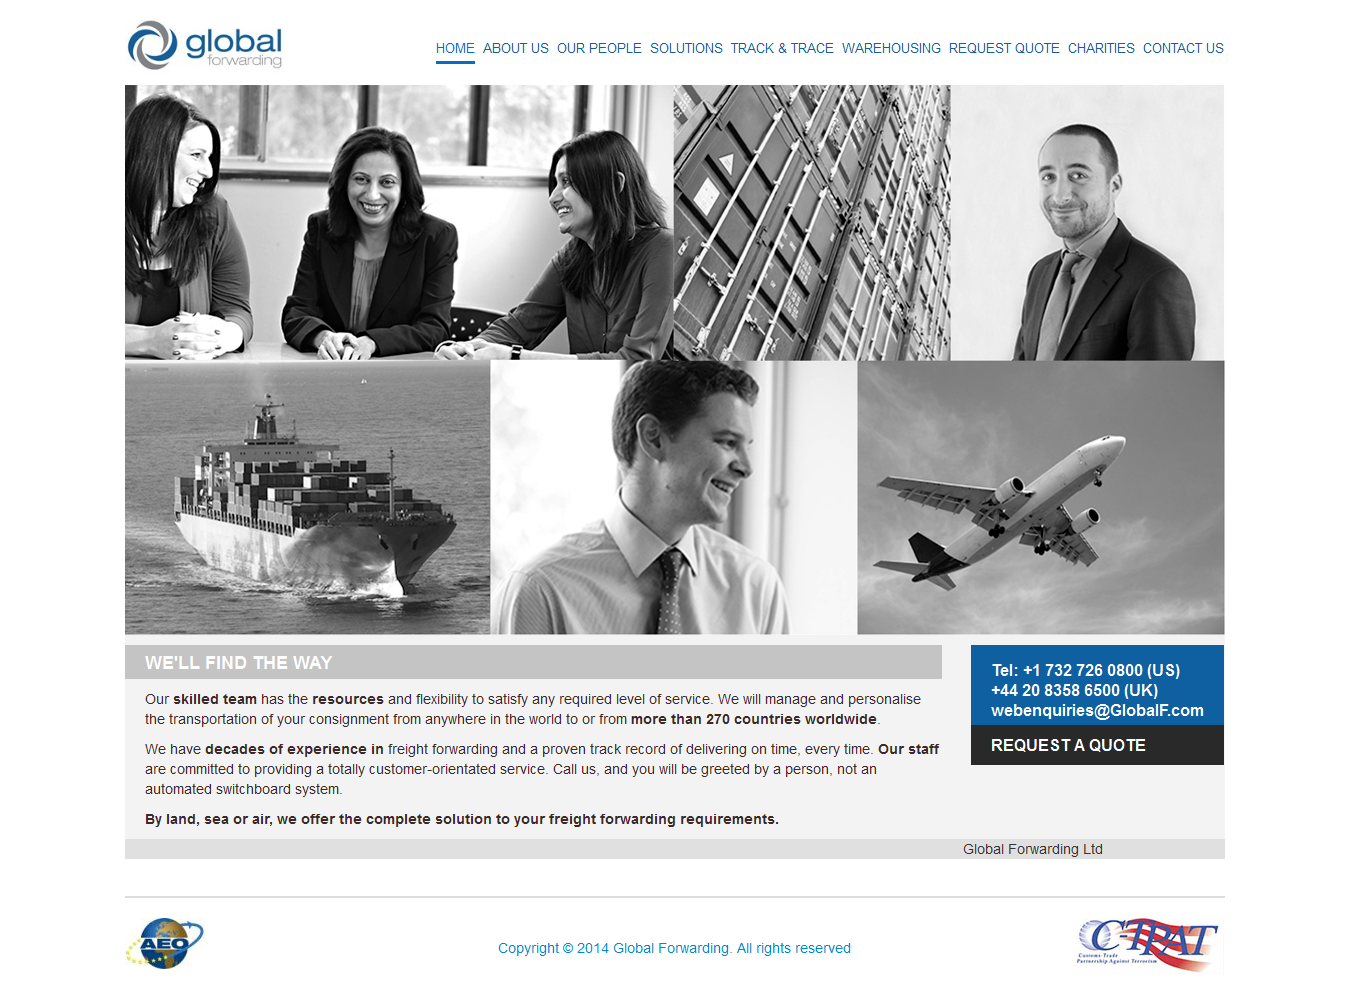 global
forwarding
HOME ABOUT US OUR PEOPLE SOLUTIONS TRACK & TRACE WAREHOUSING REQUEST QUOTE CHARITIES CONTACT US
WE'LL FIND THE WAY
Our skilled team has the resources and flexibility to satisfy any required level of service. We will manage and personalise
the transportation of your consignment from anywhere in the world to or from more than 270 countries worldwide.
We have decades of experience in freight forwarding and a proven track record of delivering on time, every time. Our staff
are committed to providing a totally customer-orientated service. Call us, and you will be greeted by a person, not an
automated switchboard system.
By land, sea or air, we offer the complete solution to your freight forwarding requirements.
Tel: +1 732 726 0800 (US)
+44 20 8358 6500 (UK)
webenquiries@GlobalF.com
REQUEST A QUOTE
Global Forwarding Ltd
AEO
Copyright © 2014 Global Forwarding. All rights reserved
C-TPAT
Customs-Trade
Partnership Against Terrorism